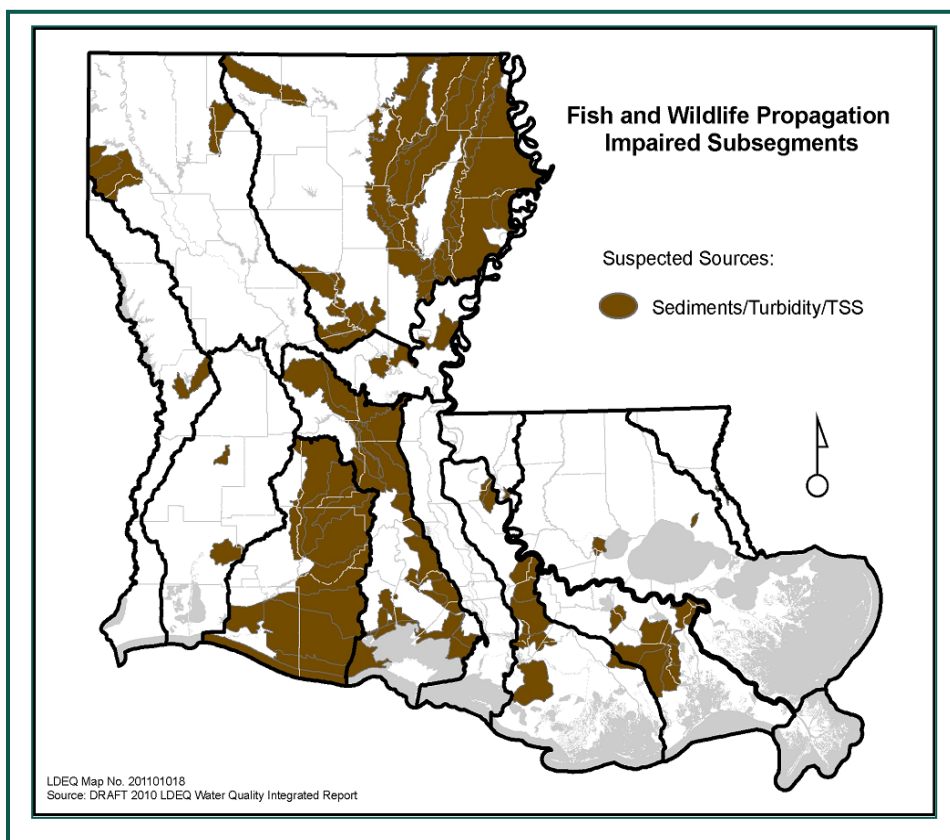 Fish and Wildlife Propagation
Impaired Subsegments
Suspected Sources:
Sediments/Turbidity/TSS
LDEQ Map No. 201101018
Source: DRAFT 2010 LDEQ Water Quality Integrated Report